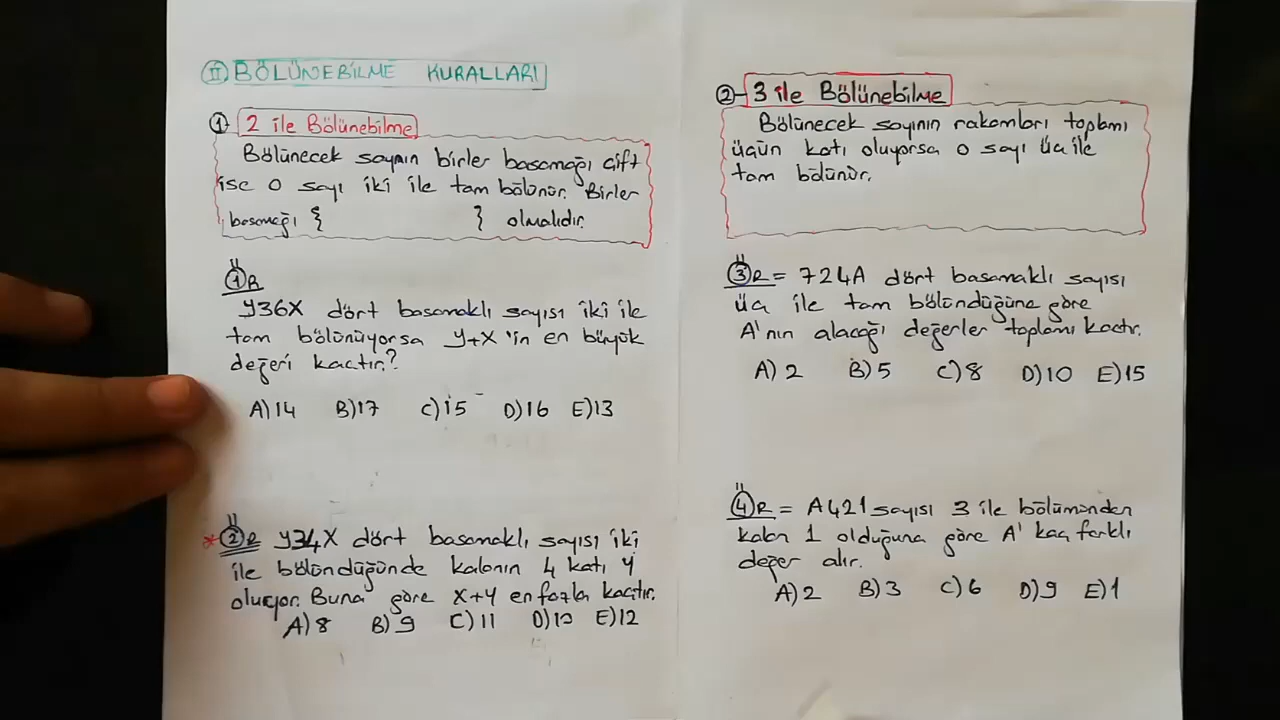 II BÖLÜNEBİLME KURALLARI
1- 2 ile Bölünebilme
Bölünecek sayının birler basamağı çift
ise o sayı iki ile tam bölünür. Birler
basamağı { } olmalıdır.
1 R
Y36X dört basamaklı sayısı iki ile
tam bölünüyorsa Y+X 'in en büyük
değeri kaçtır?
A)14 B)17 C)15 D)16 E)13
* 2 R Y34X dört basamaklı sayısı iki
ile bölündüğünde kalanın 4 katı Y
oluyor. Buna göre X+Y en fazla kaçtır.
A)8 B)9 C)11 D)10 E)12
2- 3 ile Bölünebilme
Bölünecek sayının rakamları toplamı
üçün katı oluyorsa o sayı üç ile
tam bölünür.
3 R = 724A dört basamaklı sayısı
üç ile tam bölündüğüne göre
A'nın alacağı değerler toplamı kaçtır.
A)2 B)5 C)8 D)10 E)15
4 R = A421 sayısı 3 ile bölümünden
kalan 1 olduğuna göre A' kaç farklı
değer alır.
A)2 B)3 C)6 D)9 E)1